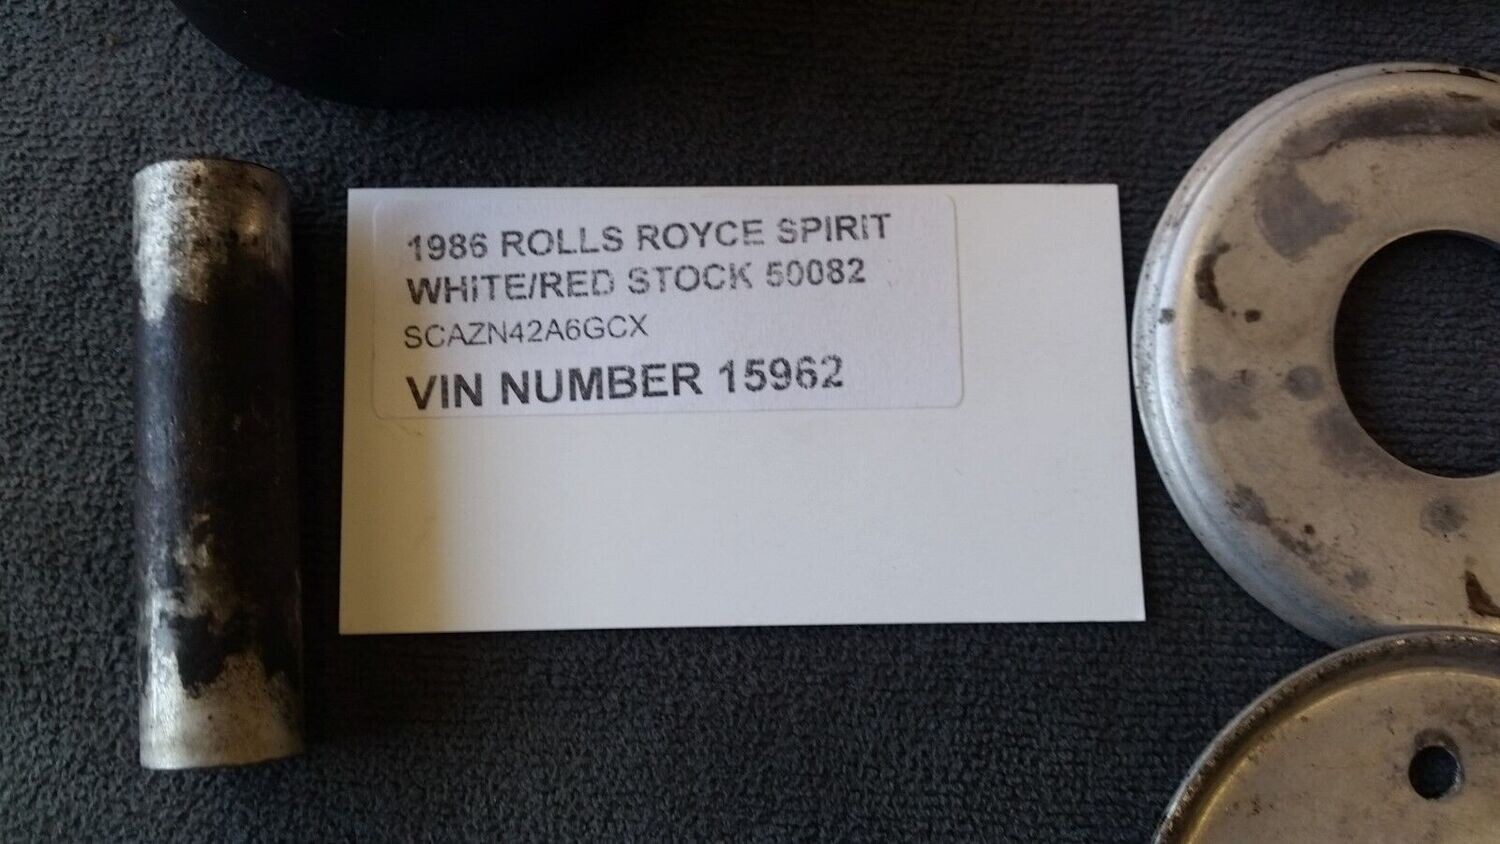 1986 ROLLS ROYCE SPIRIT
WHITE/RED STOCK 50082
SCAZN42A6GCX
VIN NUMBER 15962